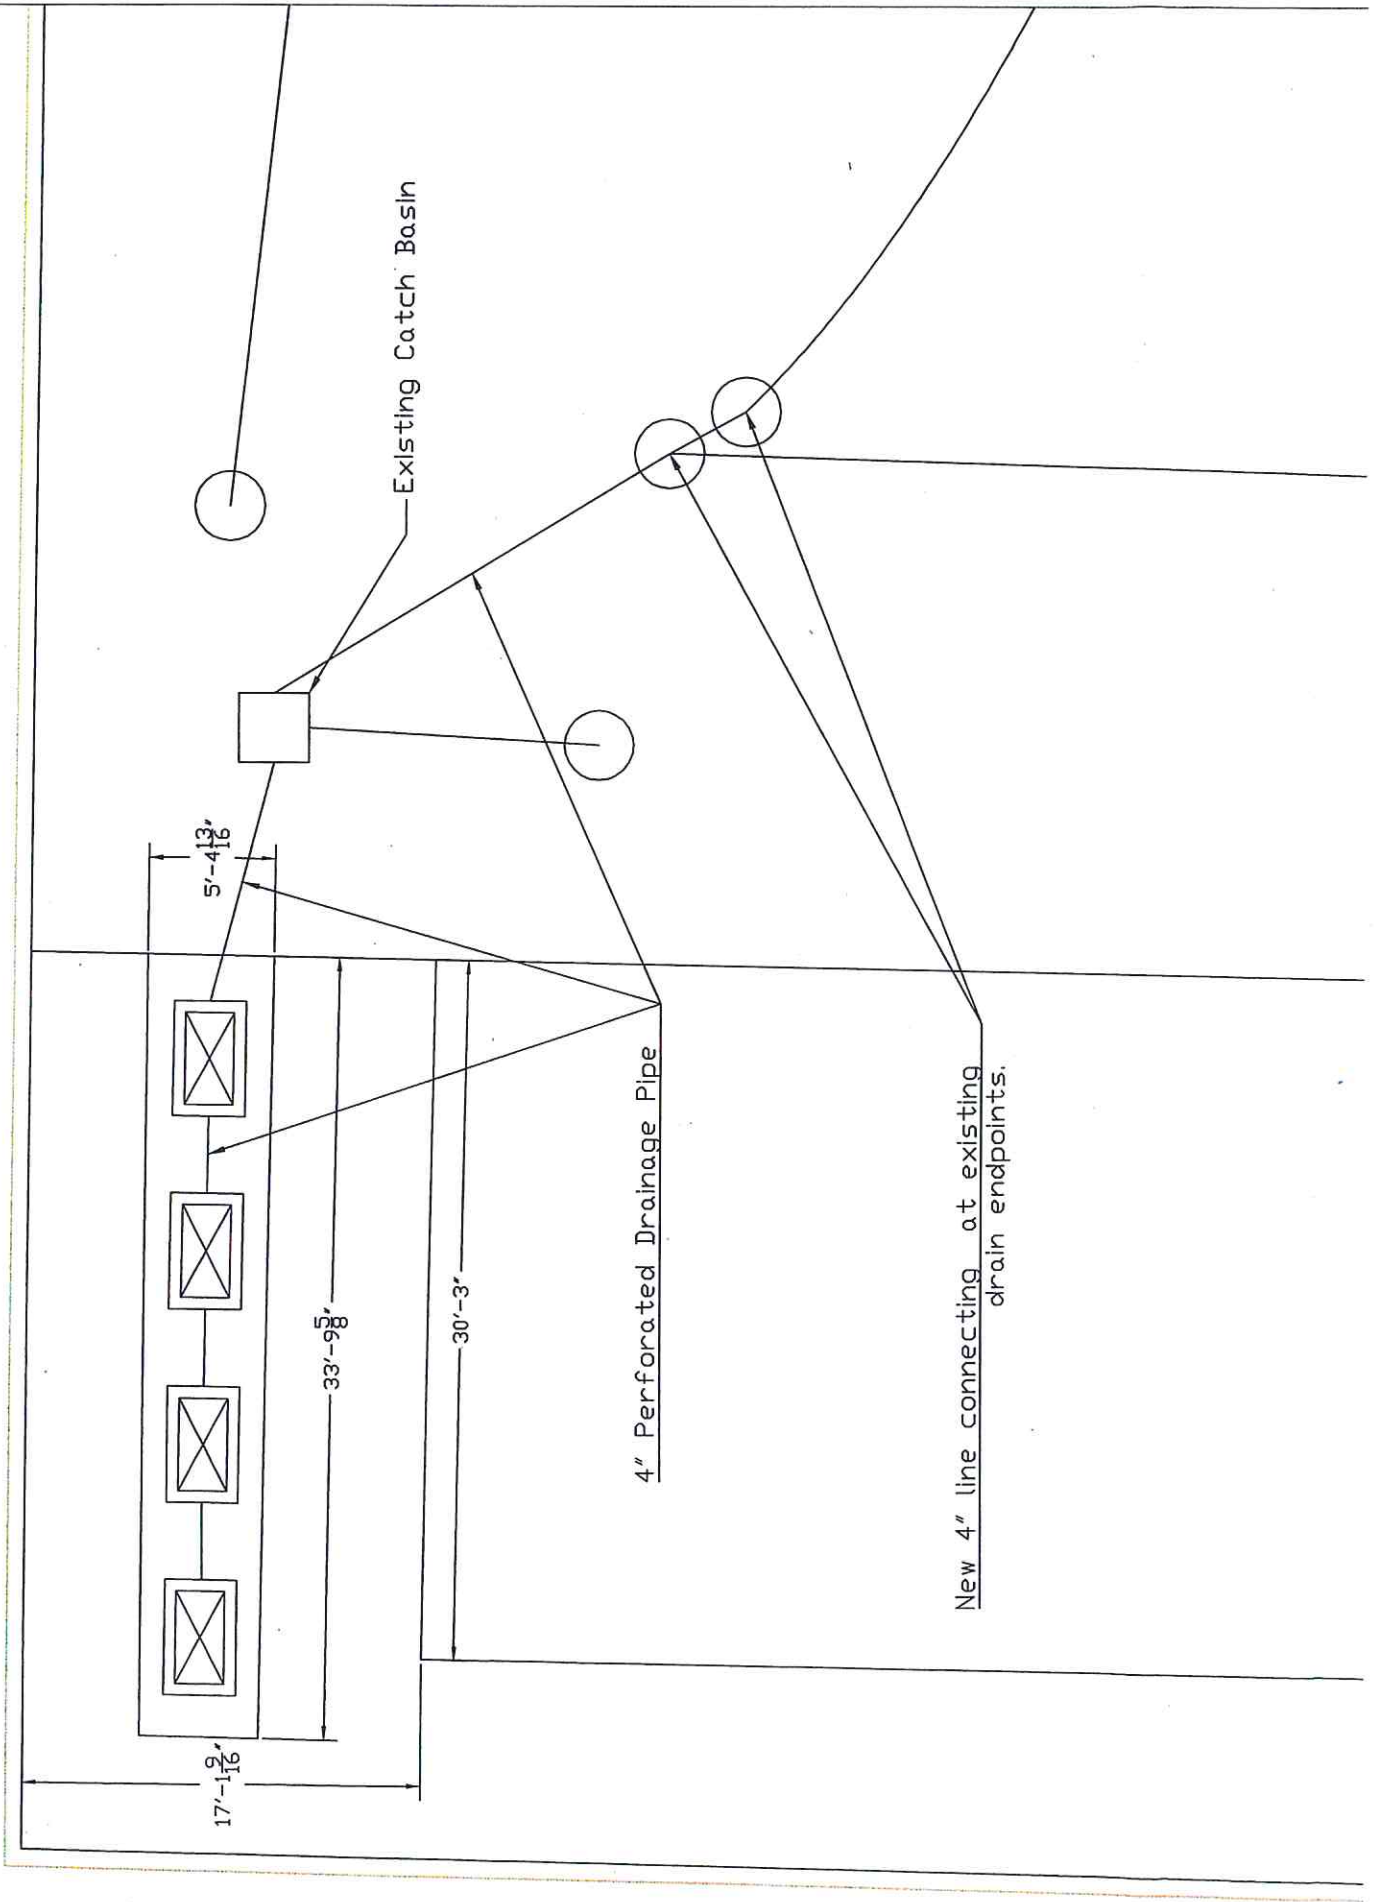 Existing Catch Basin
5'-4 13/16"
33'-9 5/8"
30'-3"
17'-1 9/16"
4" Perforated Drainage Pipe
New 4" line connecting at existing
drain endpoints.